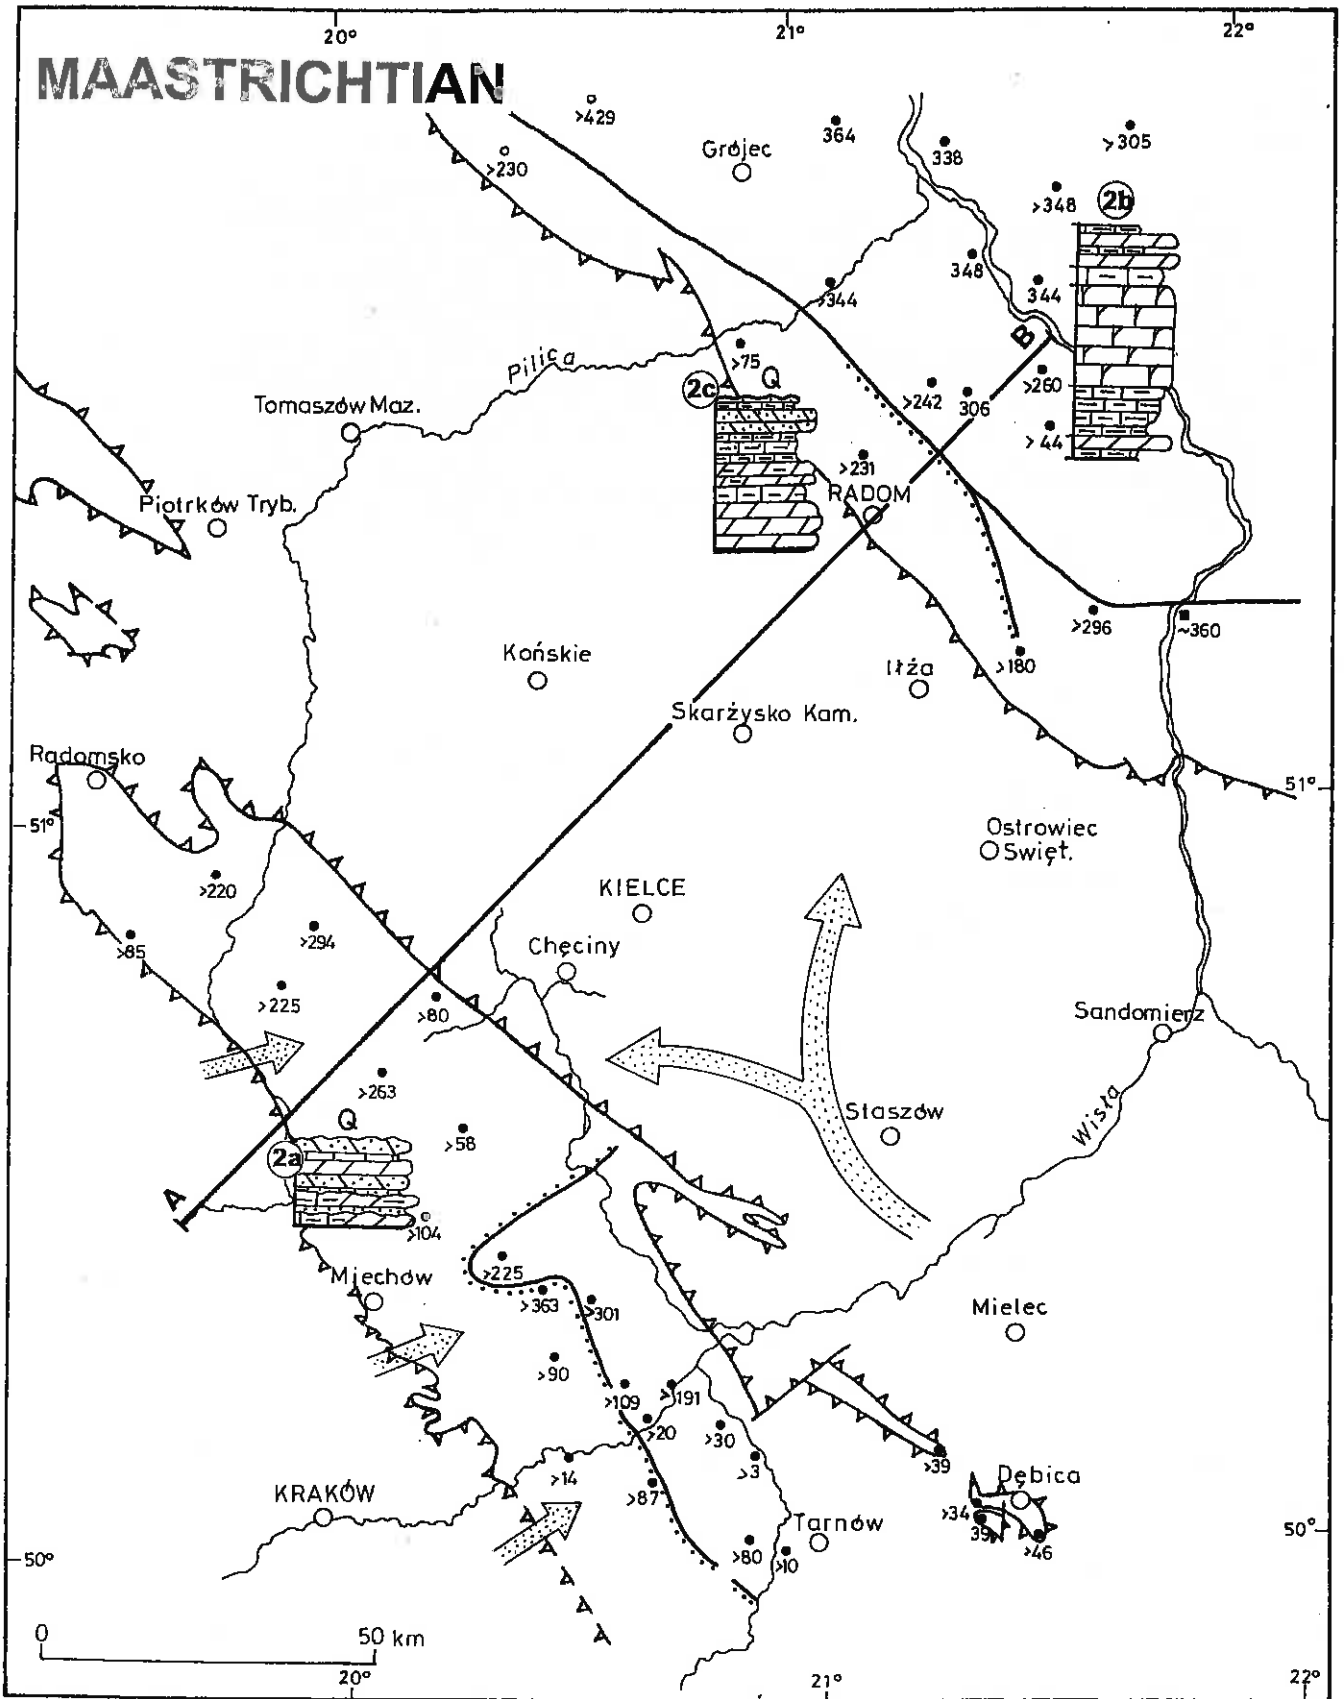 20° 21° 22°
MAASTRICHTIAN
>429
364
338
>305
Grójec
>230
>348
2b
348
344
>344
B
Pilica
>75
Q
2c
>260
>242
306
Tomaszów Maz.
>44
>231
RADOM
Piotrków Tryb.
>296
~360
Końskie
>180
Iłża
Skarżysko Kam.
Radomsko
51°
51°
Ostrowiec
Swięt.
>220
KIELCE
>294
>85
Chęciny
>225
>80
Sandomierz
>263
Staszów
Wisła
Q
>58
2a
A
>104
>225
Miechów
>363
>301
Mielec
>90
>109
>191
>20
>30
>39
>14
>3
Dębica
>87
KRAKÓW
>34
39
Tarnów
>46
50°
50°
>80
>10
0 50 km
20° 21° 22°